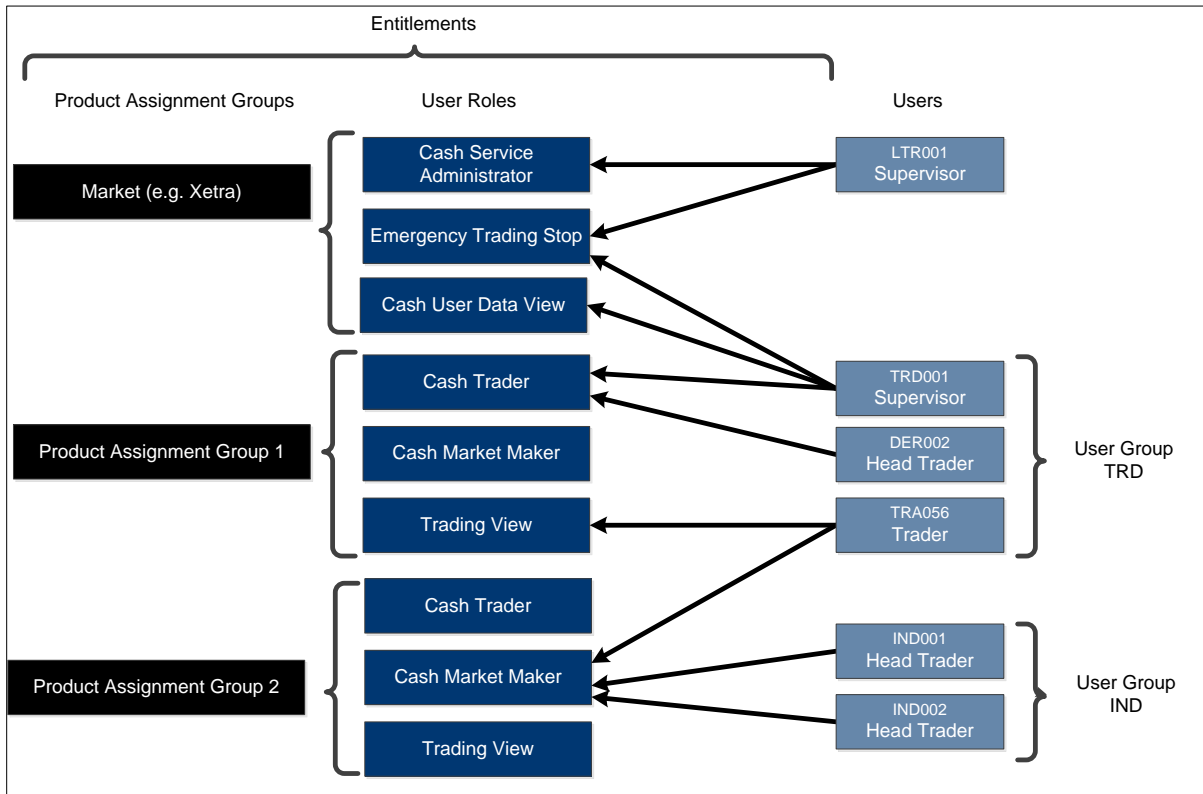 Entitlements
Product Assignment Groups
User Roles
Users
Market (e.g. Xetra)
Cash Service
Administrator
Emergency Trading Stop
Cash User Data View
LTR001
Supervisor
Product Assignment Group 1
Cash Trader
Cash Market Maker
Trading View
TRD001
Supervisor
DER002
Head Trader
TRA056
Trader
User Group
TRD
Product Assignment Group 2
Cash Trader
Cash Market Maker
Trading View
IND001
Head Trader
IND002
Head Trader
User Group
IND